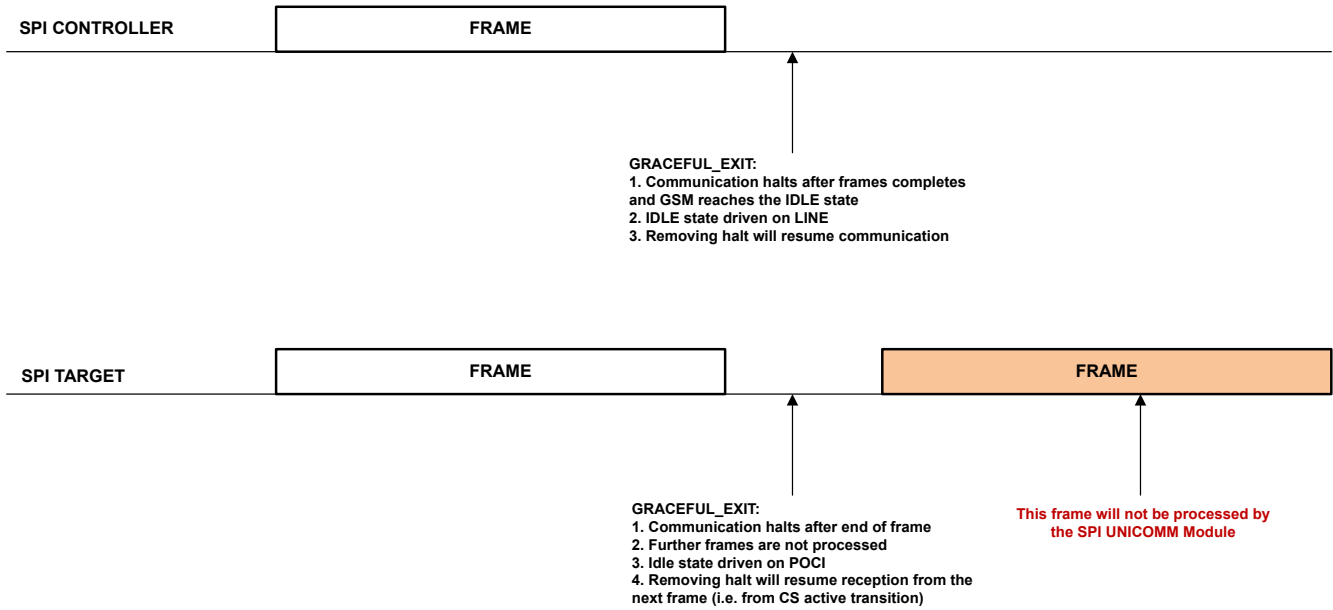 SPI CONTROLLER
FRAME
GRACEFUL_EXIT:
1. Communication halts after frames completes
and GSM reaches the IDLE state
2. IDLE state driven on LINE
3. Removing halt will resume communication
SPI TARGET
FRAME
FRAME
GRACEFUL_EXIT:
1. Communication halts after end of frame
2. Further frames are not processed
3. Idle state driven on POCI
4. Removing halt will resume reception from the
next frame (i.e. from CS active transition)
This frame will not be processed by
the SPI UNICOMM Module